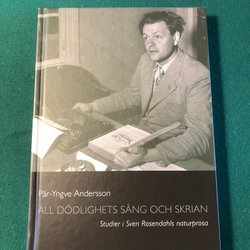 Pär-Yngve Andersson
ALL DÖDLIGHETS SÅNG OCH SKRIAN
Studier i Sven Rosendahls naturprosa